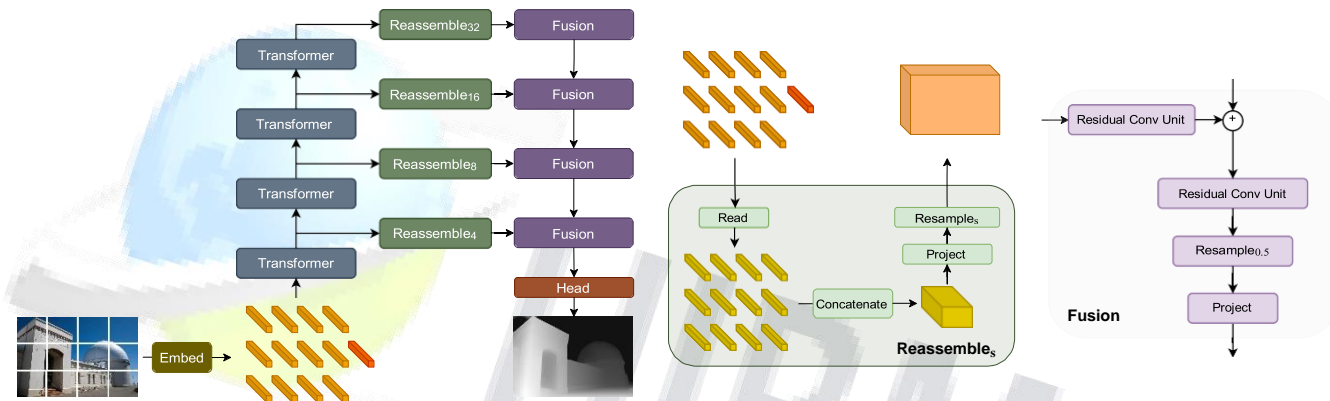 Reassemble32
Fusion
Transformer
Reassemble16
Fusion
Transformer
Reassemble8
Fusion
Transformer
Reassemble4
Fusion
Transformer
Head
Embed
Read
Concatenate
Project
Resamples
Reassembles
Residual Conv Unit
+
Residual Conv Unit
Resample0.5
Project
Fusion